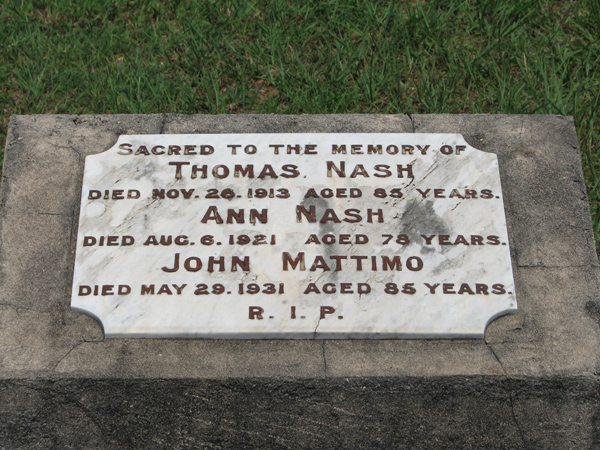 SACRED TO THE MEMORY OF
THOMAS NASH
DIED NOV. 26. 1913 AGED 85 YEARS.
ANN NASH
DIED AUG. 6. 1921 AGED 78 YEARS.
JOHN MATTIMO
DIED MAY 29. 1931 AGED 85 YEARS.
R. I. P.